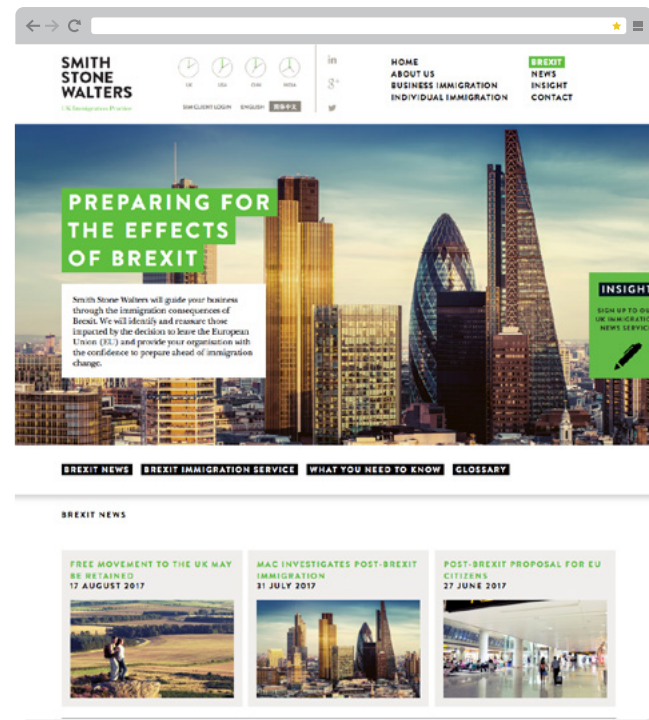 SMITH
STONE
WALTERS
UK Immigration Practice
UK
USA
INDIA
SSW CLIENT LOGIN ENGLISH 简体中文
in
g+
HOME
ABOUT US
BUSINESS IMMIGRATION
INDIVIDUAL IMMIGRATION
BREXIT
NEWS
INSIGHT
CONTACT
PREPARING FOR
THE EFFECTS
OF BREXIT
Smith Stone Walters will guide your business
through the immigration consequences of
Brexit. We will identify and reassure those
impacted by the decision to leave the European
Union (EU) and provide your organisation with
the confidence to prepare ahead of immigration
change.
INSIGHT
SIGN UP TO OU
UK IMMIGRATIO
NEWS SERVICE
BREXIT NEWS BREXIT IMMIGRATION SERVICE WHAT YOU NEED TO KNOW GLOSSARY
BREXIT NEWS
FREE MOVEMENT TO THE UK MAY
BE RETAINED
17 AUGUST 2017
MAC INVESTIGATES POST-BREXIT
IMMIGRATION
31 JULY 2017
POST-BREXIT PROPOSAL FOR EU
CITIZENS
27 JUNE 2017